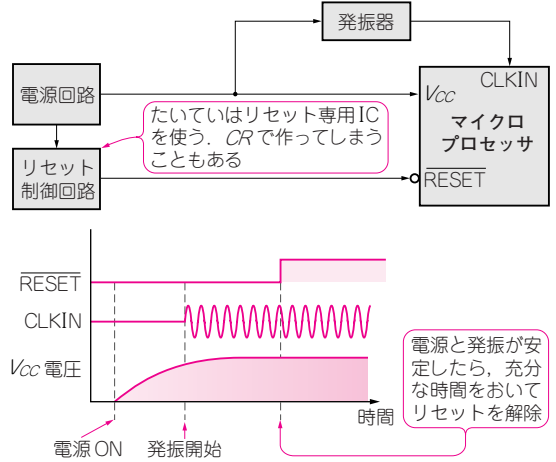 発振器
電源回路
VCC
CLKIN
マイクロ
プロセッサ
RESET
たいていはリセット専用IC
を使う．CRで作ってしまう
こともある
リセット
制御回路
RESET
CLKIN
VCC 電圧
時間
電源 ON
発振開始
電源と発振が安
定したら，充分
な時間をおいて
リセットを解除